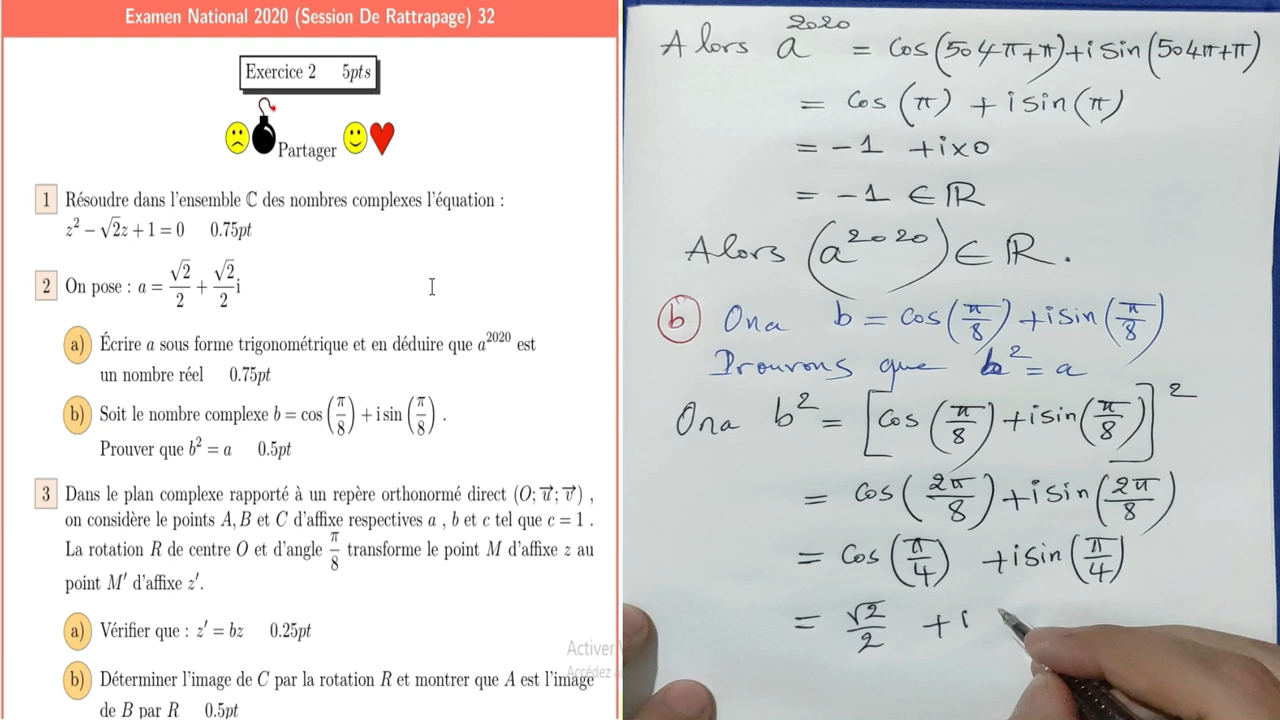 Examen National 2020 (Session De Rattrapage) 32
Exercice 2 5pts
Partager
1 Résoudre dans l'ensemble ℂ des nombres complexes l'équation :
z² − √2z + 1 = 0 0.75pt
2 On pose : a = √2/2 + √2/2 i
a) Écrire a sous forme trigonométrique et en déduire que a²⁰²⁰ est
un nombre réel 0.75pt
b) Soit le nombre complexe b = cos(π/8) + i sin(π/8) .
Prouver que b² = a 0.5pt
3 Dans le plan complexe rapporté à un repère orthonormé direct (O; u⃗; v⃗) ,
on considère le points A, B et C d'affixe respectives a , b et c tel que c = 1 .
La rotation R de centre O et d'angle π/8 transforme le point M d'affixe z au
point M′ d'affixe z′.
a) Vérifier que : z′ = bz 0.25pt
b) Déterminer l'image de C par la rotation R et montrer que A est l'image
de B par R 0.5pt
Activer
Accédez
Alors a²⁰²⁰ = cos(504π+π)+i sin(504π+π)
= cos(π) + i sin(π)
= -1 + i×0
= -1 ∈ ℝ
Alors (a²⁰²⁰) ∈ ℝ.
b Ona b = cos(π/8) + i sin(π/8)
Prouvons que b² = a
Ona b² = [cos(π/8) + i sin(π/8)]²
= cos(2π/8) + i sin(2π/8)
= cos(π/4) + i sin(π/4)
= √2/2 + i